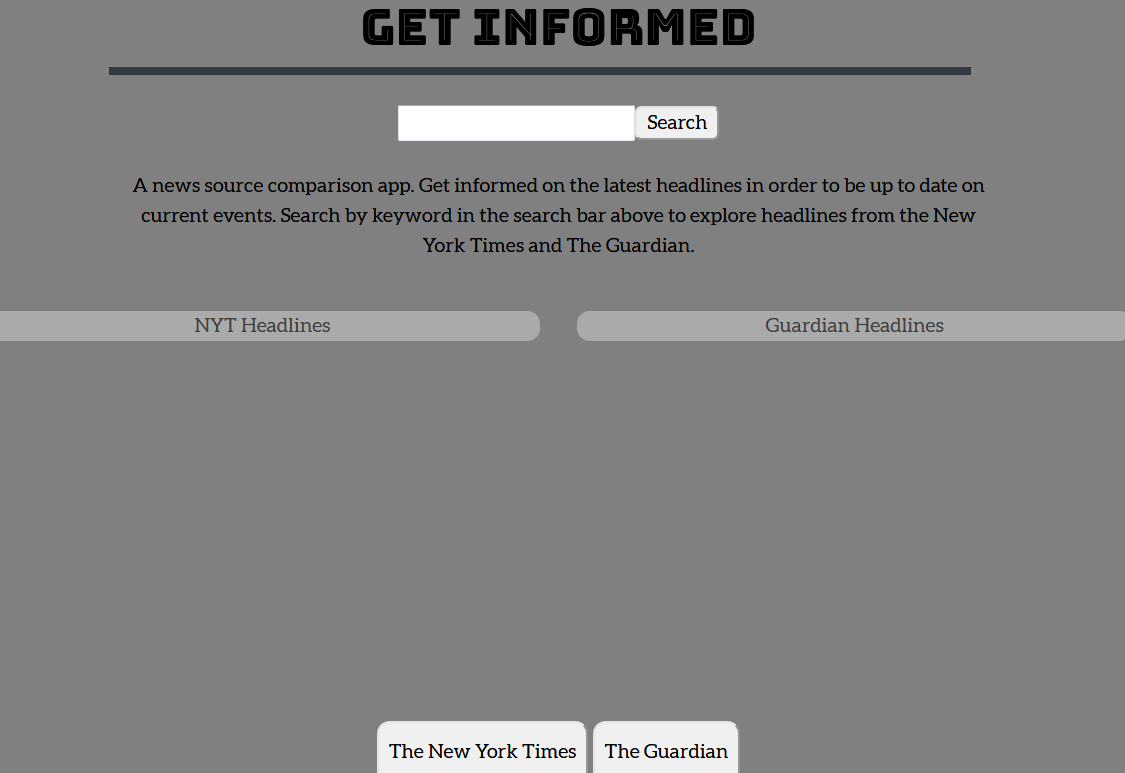 GET INFORMED
Search
A news source comparison app. Get informed on the latest headlines in order to be up to date on
current events. Search by keyword in the search bar above to explore headlines from the New
York Times and The Guardian.
NYT Headlines
Guardian Headlines
The New York Times
The Guardian